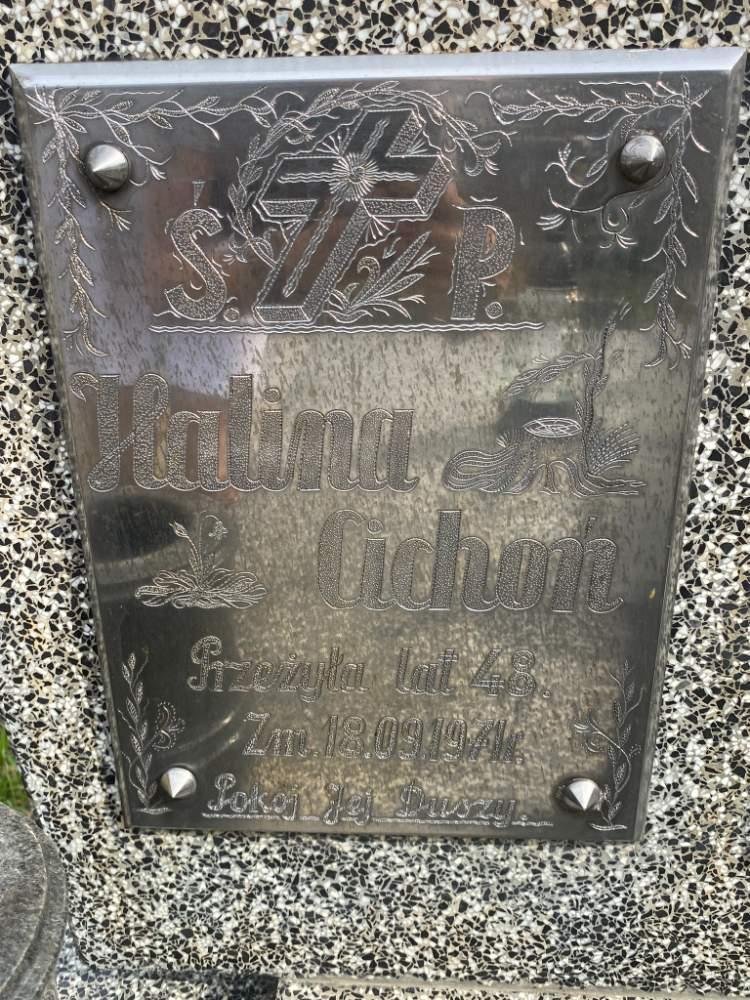 Ś. P.
Halina
Cichoń
Przeżyła lat 48.
Zm. 18.09.1971r.
Pokój Jej Duszy.